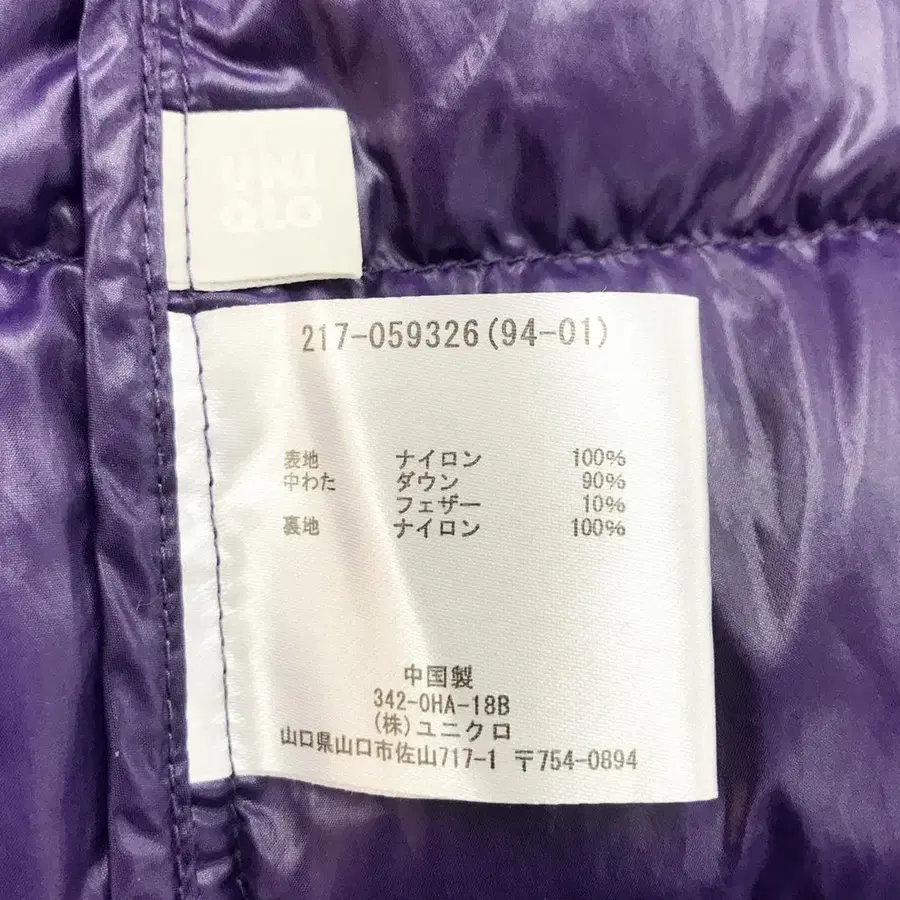 UNI
QLO
217-059326(94-01)
表地 ナイロン 100%
中わた ダウン 90%
フェザー 10%
裏地 ナイロン 100%
中国製
342-0HA-18B
(株)ユニクロ
山口県山口市佐山717-1 〒754-0894